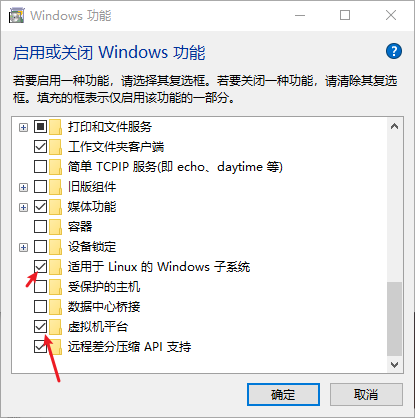 Windows 功能
启用或关闭 Windows 功能
若要启用一种功能，请选择其复选框。若要关闭一种功能，请清除其复选
框。填充的框表示仅启用该功能的一部分。
打印和文件服务
工作文件夹客户端
简单 TCPIP 服务(即 echo、daytime 等)
旧版组件
媒体功能
容器
设备锁定
适用于 Linux 的 Windows 子系统
受保护的主机
数据中心桥接
虚拟机平台
远程差分压缩 API 支持
确定
取消